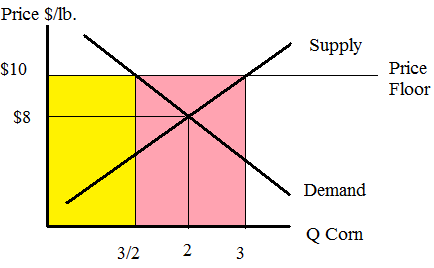 Price $/lb.
Supply
$10
Price
Floor
$8
Demand
Q Corn
3/2
2
3